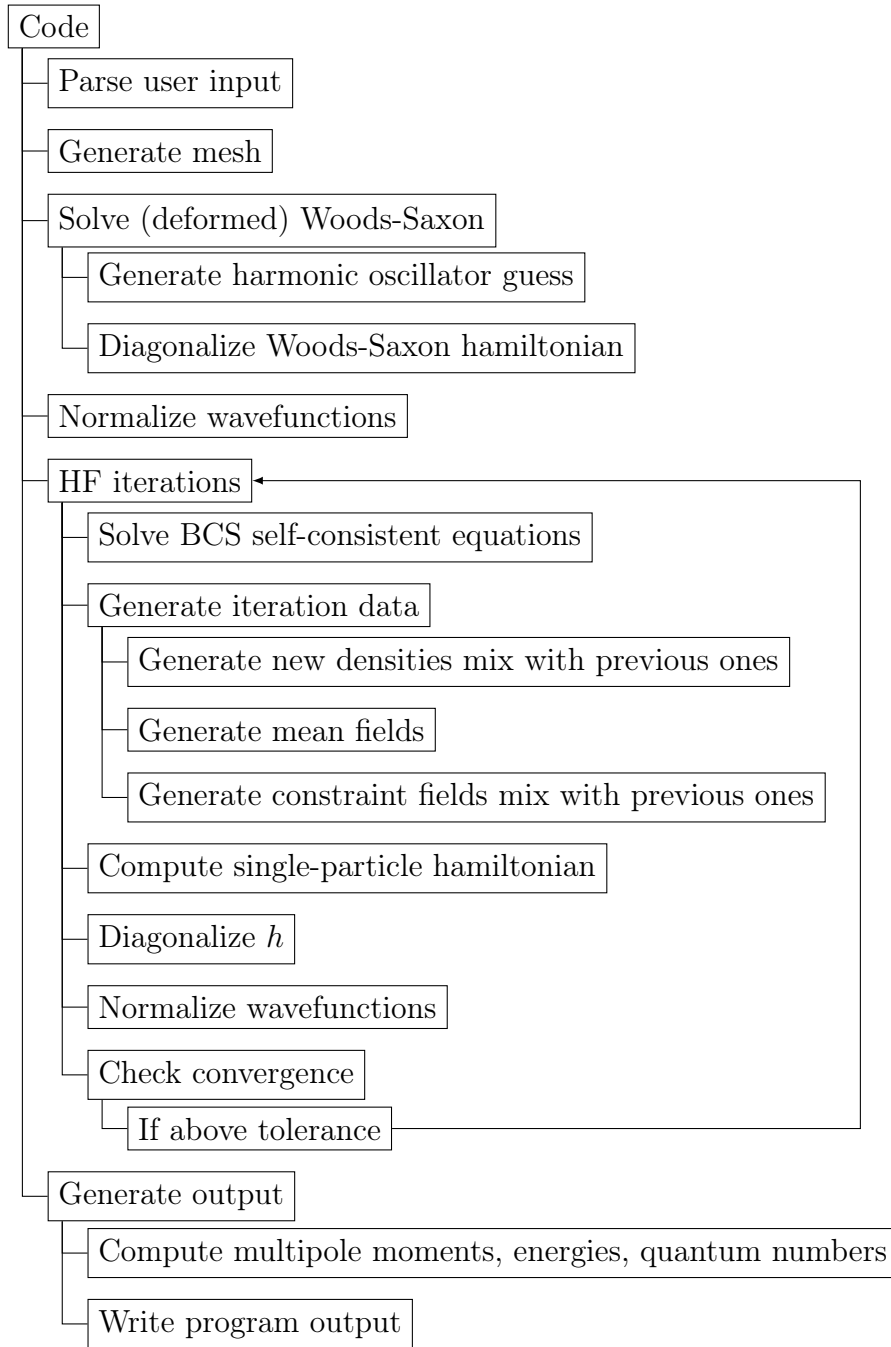 Code
Parse user input
Generate mesh
Solve (deformed) Woods-Saxon
Generate harmonic oscillator guess
Diagonalize Woods-Saxon hamiltonian
Normalize wavefunctions
HF iterations
Solve BCS self-consistent equations
Generate iteration data
Generate new densities mix with previous ones
Generate mean fields
Generate constraint fields mix with previous ones
Compute single-particle hamiltonian
Diagonalize h
Normalize wavefunctions
Check convergence
If above tolerance
Generate output
Compute multipole moments, energies, quantum numbers
Write program output